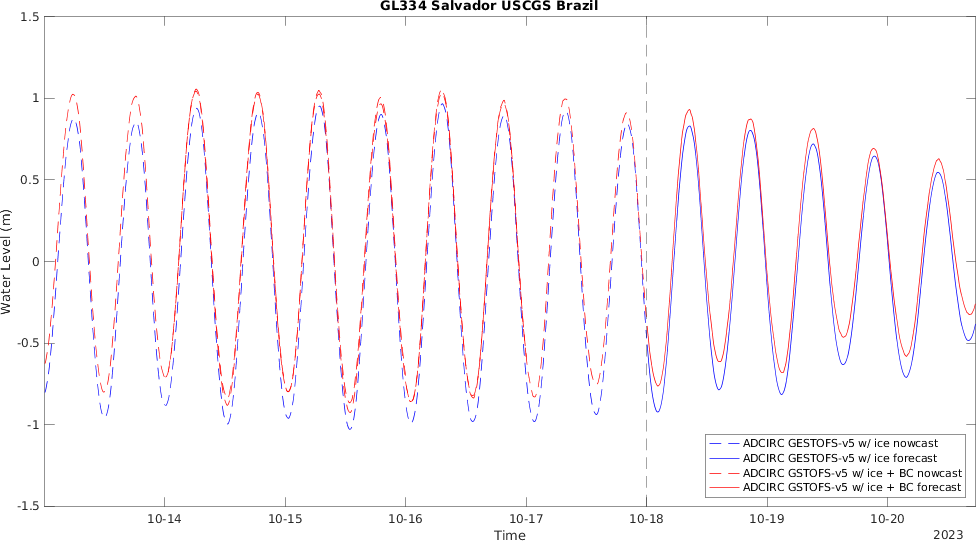 GL334 Salvador USCGS Brazil
1.5
1
0.5
0
-0.5
-1
-1.5
Water Level (m)
10-14
10-15
10-16
10-17
10-18
10-19
10-20
Time
2023
ADCIRC GESTOFS-v5 w/ ice nowcast
ADCIRC GESTOFS-v5 w/ ice forecast
ADCIRC GSTOFS-v5 w/ ice + BC nowcast
ADCIRC GSTOFS-v5 w/ ice + BC forecast